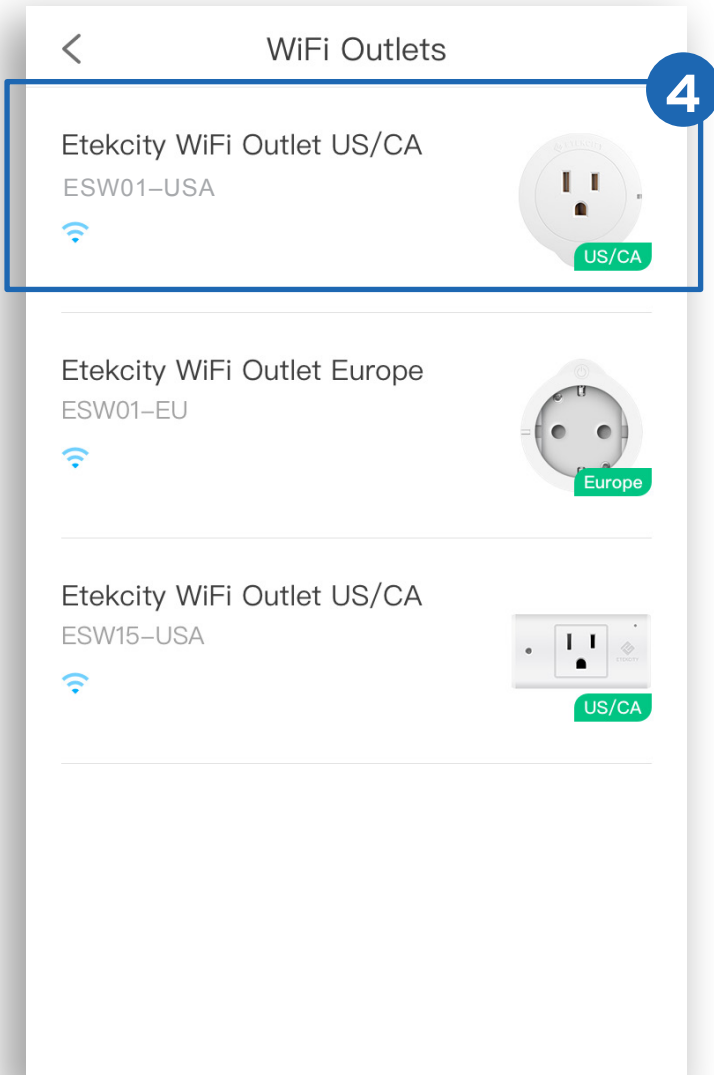 WiFi Outlets
4
Etekcity WiFi Outlet US/CA
ESW01–USA
US/CA
Etekcity WiFi Outlet Europe
ESW01–EU
Europe
Etekcity WiFi Outlet US/CA
ESW15–USA
ETEKCITY
US/CA